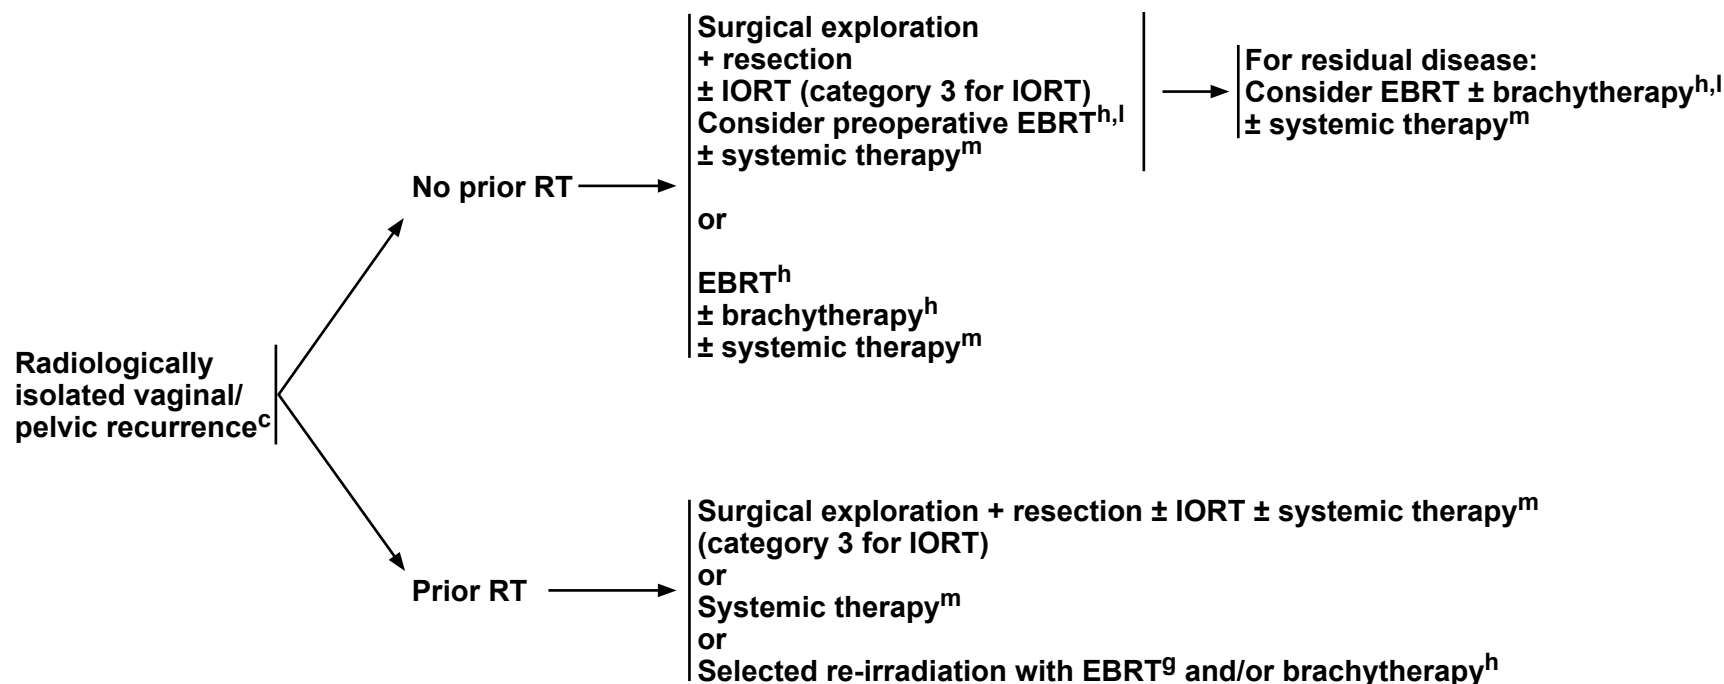 Radiologically
isolated vaginal/
pelvic recurrencec
No prior RT
Surgical exploration
+ resection
± IORT (category 3 for IORT)
Consider preoperative EBRTh,l
± systemic therapym
or
EBRTh
± brachytherapyh
± systemic therapym
For residual disease:
Consider EBRT ± brachytherapyh,l
± systemic therapym
Prior RT
Surgical exploration + resection ± IORT ± systemic therapym
(category 3 for IORT)
or
Systemic therapym
or
Selected re-irradiation with EBRTg and/or brachytherapyh